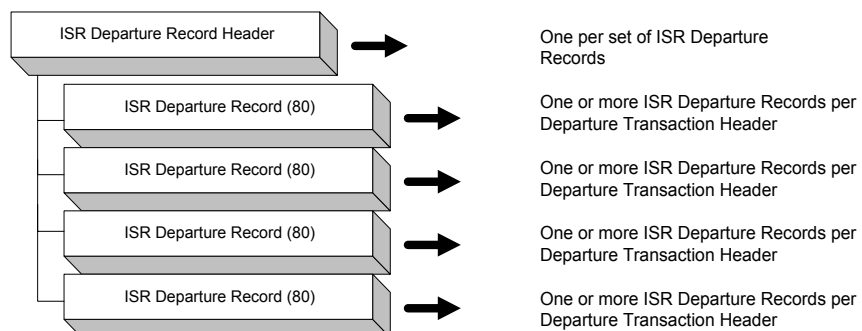 ISR Departure Record Header
One per set of ISR Departure
Records
ISR Departure Record (80)
One or more ISR Departure Records per
Departure Transaction Header
ISR Departure Record (80)
One or more ISR Departure Records per
Departure Transaction Header
ISR Departure Record (80)
One or more ISR Departure Records per
Departure Transaction Header
ISR Departure Record (80)
One or more ISR Departure Records per
Departure Transaction Header